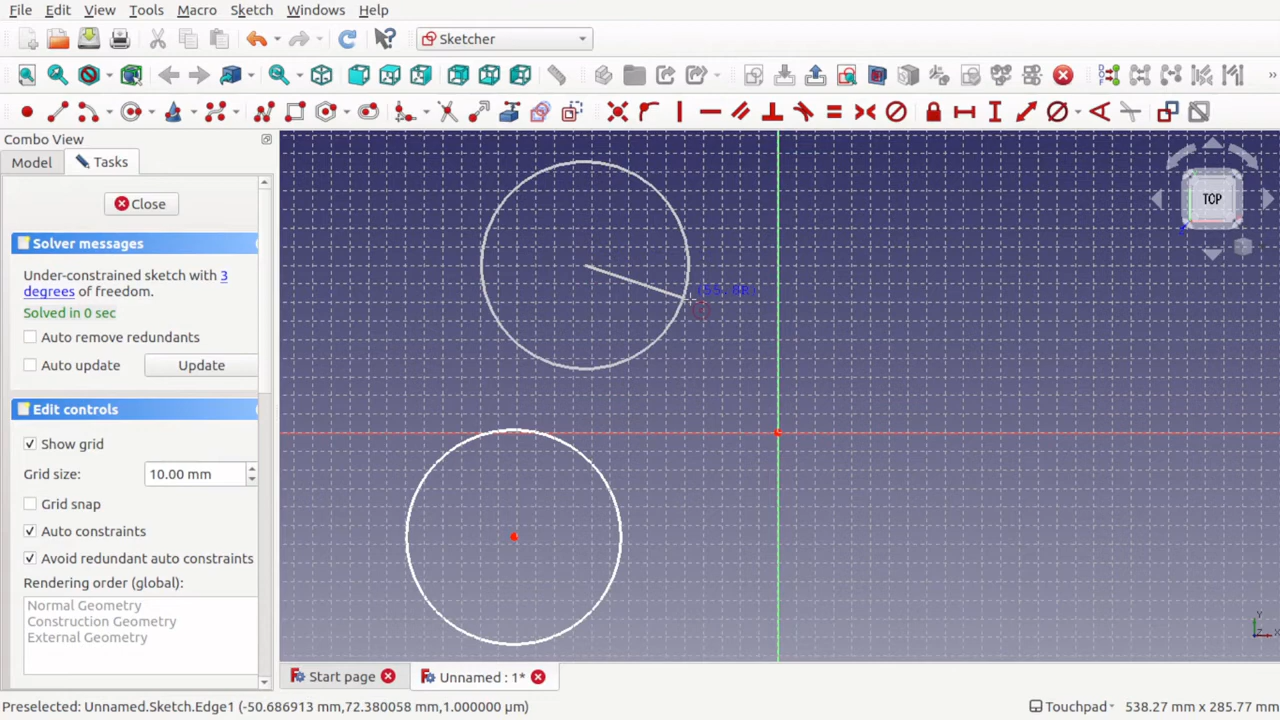 File Edit View Tools Macro Sketch Windows Help
Sketcher
Combo View
Model Tasks
Close
Solver messages
Under-constrained sketch with 3
degrees of freedom.
Solved in 0 sec
Auto remove redundants
Auto update Update
Edit controls
Show grid
Grid size: 10.00 mm
Grid snap
Auto constraints
Avoid redundant auto constraints
Rendering order (global):
Normal Geometry
Construction Geometry
External Geometry
TOP
Y
Z X
Start page Unnamed : 1*
Preselected: Unnamed.Sketch.Edge1 (-50.686913 mm,72.380058 mm,1.000000 µm) Touchpad 538.27 mm x 285.77 mm